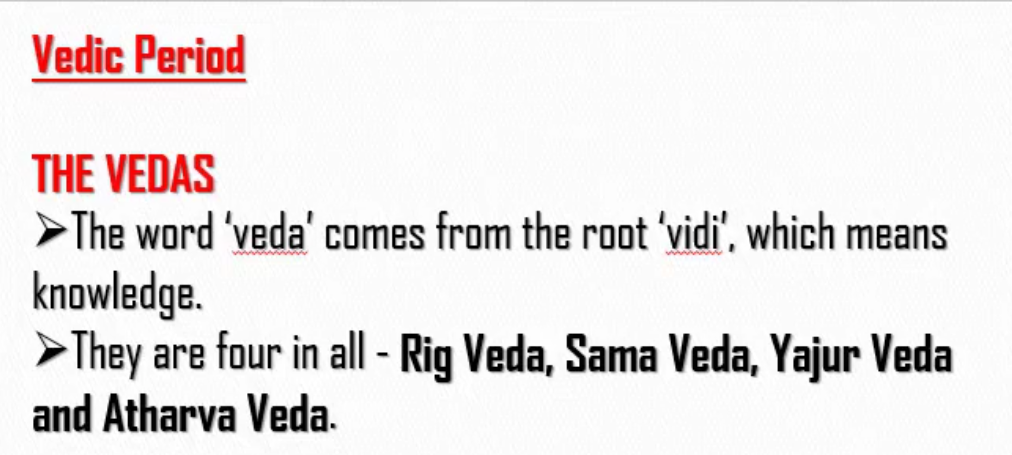 Vedic Period
THE VEDAS
➢The word ‘veda’ comes from the root ‘vidi’, which means
knowledge.
➢They are four in all - Rig Veda, Sama Veda, Yajur Veda
and Atharva Veda.